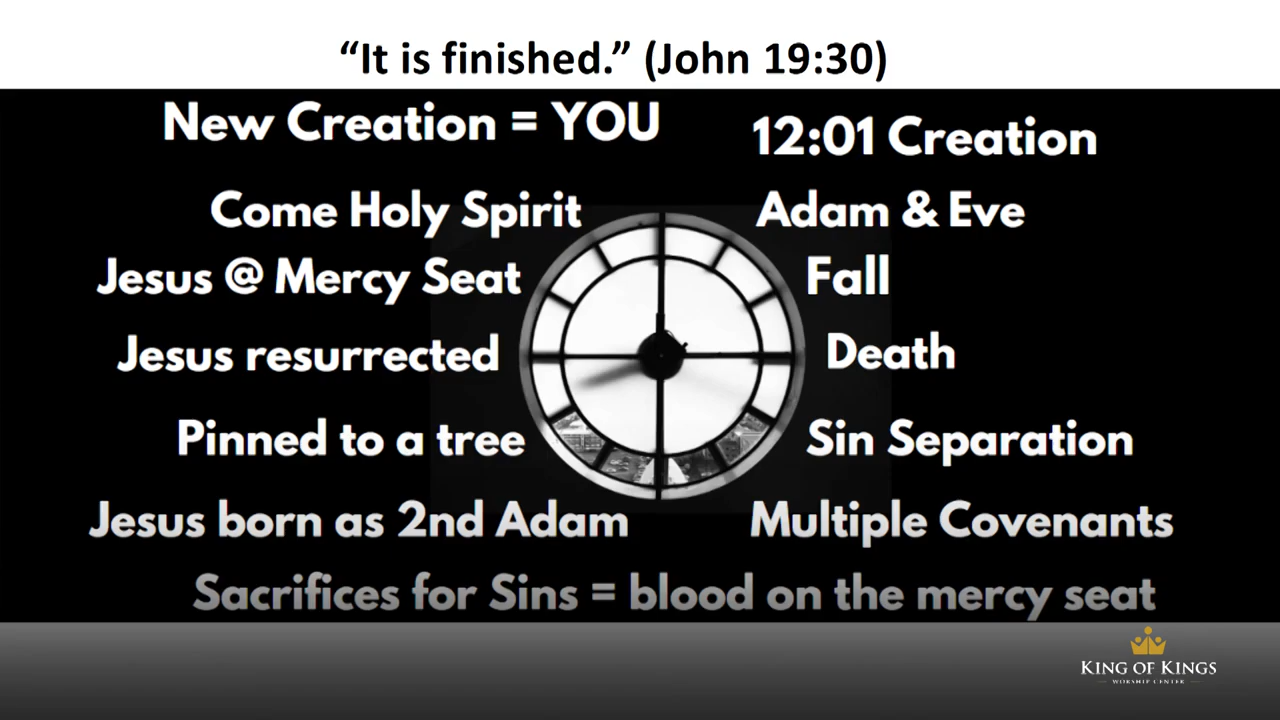 “It is finished.” (John 19:30)
New Creation = YOU
12:01 Creation
Come Holy Spirit
Adam & Eve
Jesus @ Mercy Seat
Fall
Jesus resurrected
Death
Pinned to a tree
Sin Separation
Jesus born as 2nd Adam
Multiple Covenants
Sacrifices for Sins = blood on the mercy seat
KING OF KINGS
WORSHIP CENTER